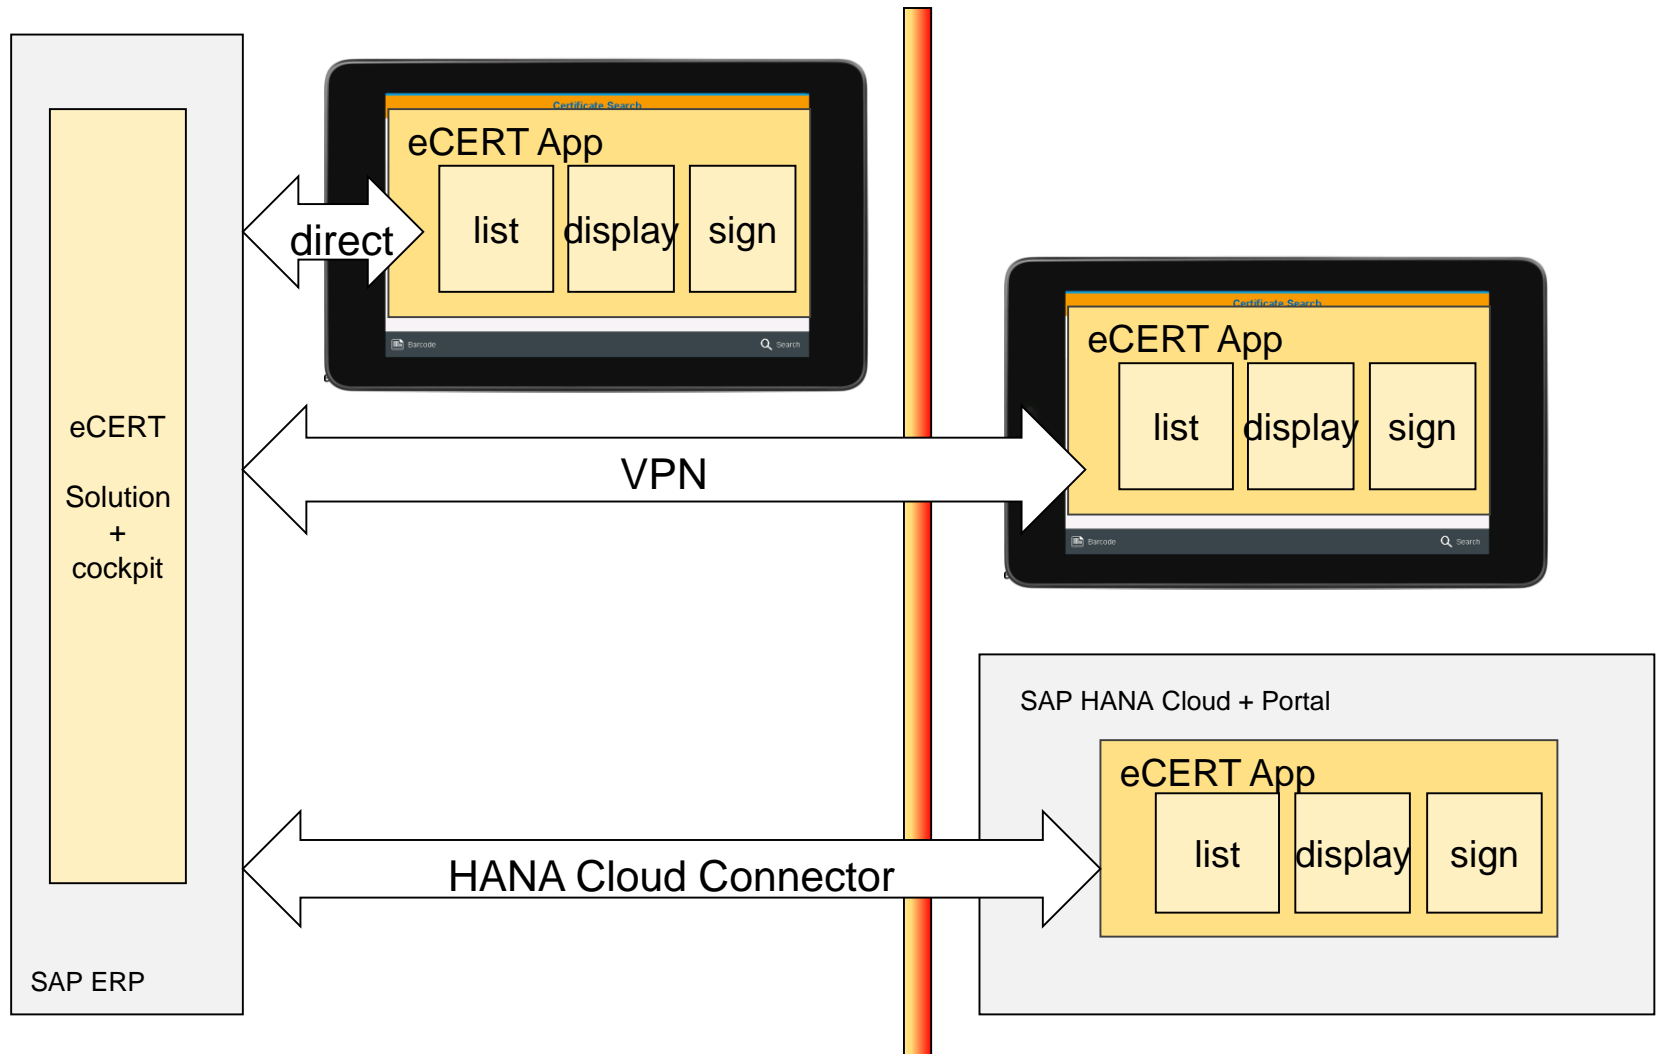 Certificate Search
eCERT App
list
display
sign
direct
Barcode
Search
Certificate Search
eCERT App
list
display
sign
Barcode
Search
eCERT
Solution
+
cockpit
VPN
SAP HANA Cloud + Portal
eCERT App
list
display
sign
HANA Cloud Connector
SAP ERP